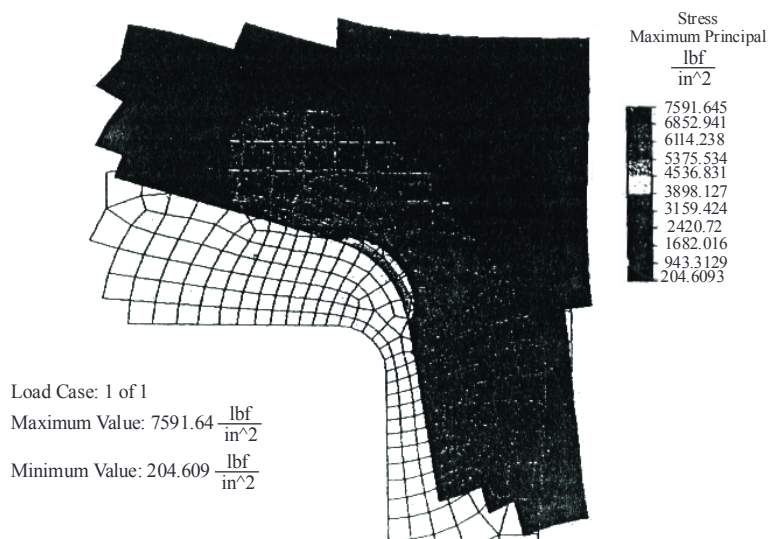 Stress
Maximum Principal
lbf
in^2
7591.645
6852.941
6114.238
5375.534
4536.831
3898.127
3159.424
2420.72
1682.016
943.3129
204.6093
Load Case: 1 of 1
Maximum Value: 7591.64 lbf
in^2
Minimum Value: 204.609 lbf
in^2